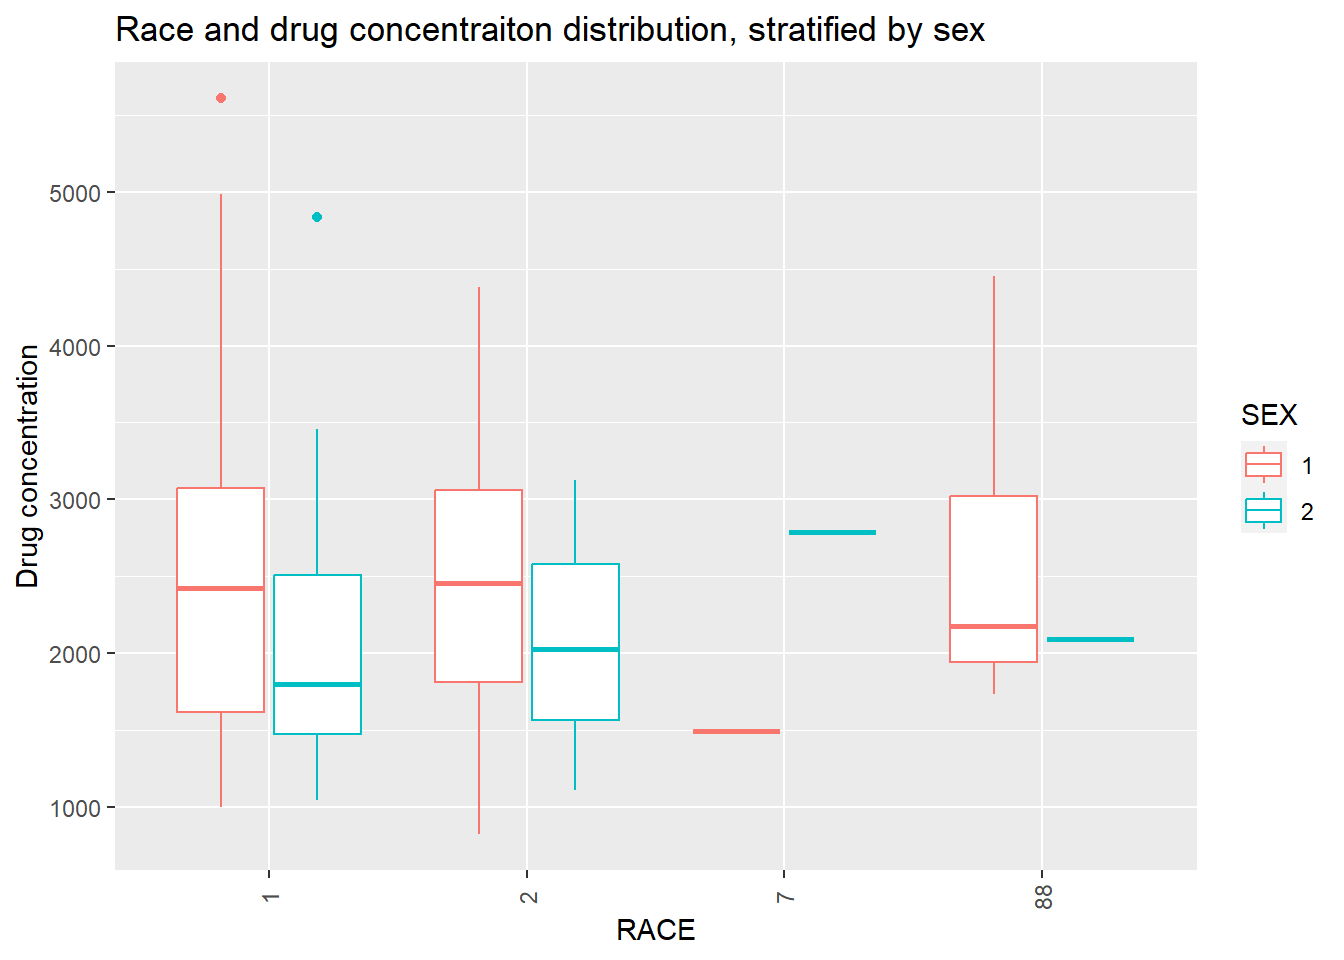 Race and drug concentraiton distribution, stratified by sex
Drug concentration
5000
4000
3000
2000
1000
1
2
7
88
RACE
SEX
1
2